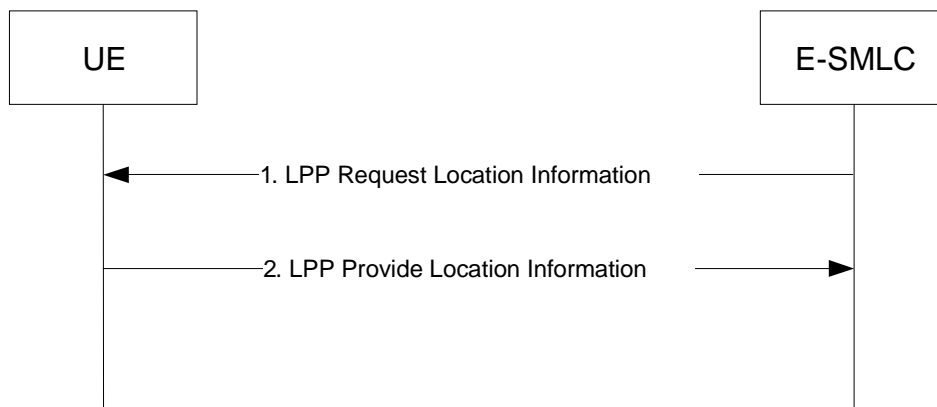 UE
E-SMLC
1. LPP Request Location Information
2. LPP Provide Location Information